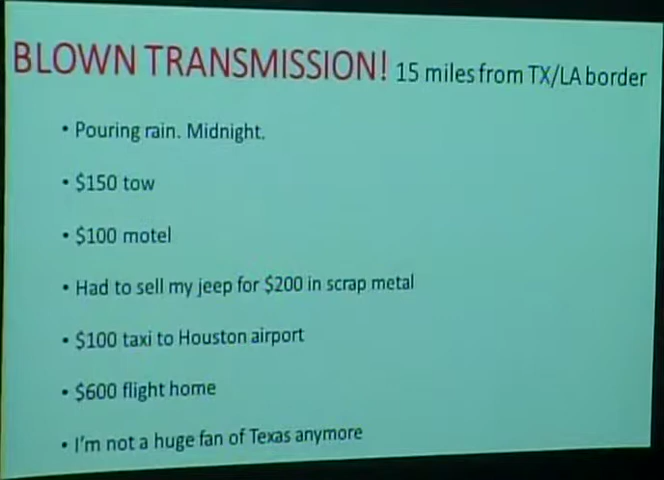 BLOWN TRANSMISSION! 15 miles from TX/LA border
• Pouring rain. Midnight.
• $150 tow
• $100 motel
• Had to sell my jeep for $200 in scrap metal
• $100 taxi to Houston airport
• $600 flight home
• I'm not a huge fan of Texas anymore